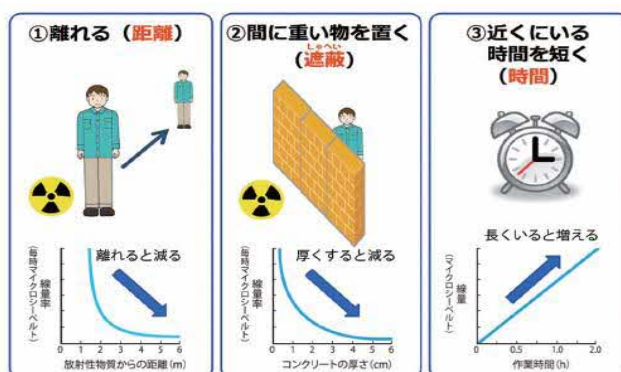 ①離れる(距離)
離れると減る
線量率
(毎時マイクロシーベルト)
0 1 2 3 4 5 6
放射性物質からの距離(m)
②間に重い物を置く
しゃへい
(遮蔽)
厚くすると減る
線量率
(毎時マイクロシーベルト)
0 1 2 3 4 5 6
コンクリートの厚さ(cm)
③近くにいる
時間を短く
(時間)
長くいると増える
線量
(マイクロシーベルト)
0 0.5 1.0 1.5 2.0
作業時間(h)